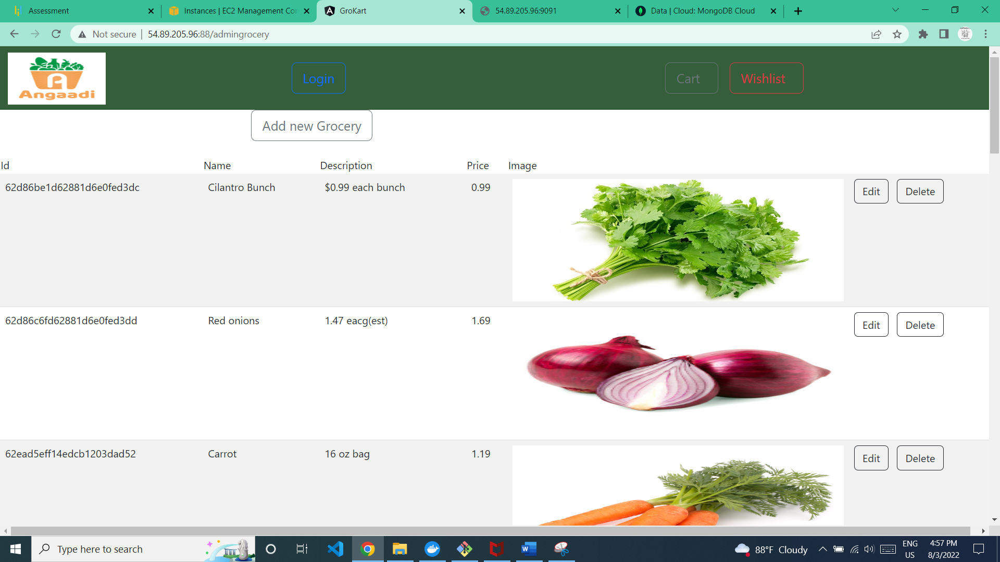 Assessment
Instances | EC2 Management Con
GroKart
54.89.205.96:9091
Data | Cloud: MongoDB Cloud
Not secure | 54.89.205.96:88/admingrocery
Angaadi
Login
Cart
Wishlist
Add new Grocery
Id Name Description Price Image
62d86be1d62881d6e0fed3dc Cilantro Bunch $0.99 each bunch 0.99 Edit Delete
62d86c6fd62881d6e0fed3dd Red onions 1.47 eacg(est) 1.69 Edit Delete
62ead5eff14edcb1203dad52 Carrot 16 oz bag 1.19 Edit Delete
Type here to search
88°F Cloudy
ENG
US
4:57 PM
8/3/2022